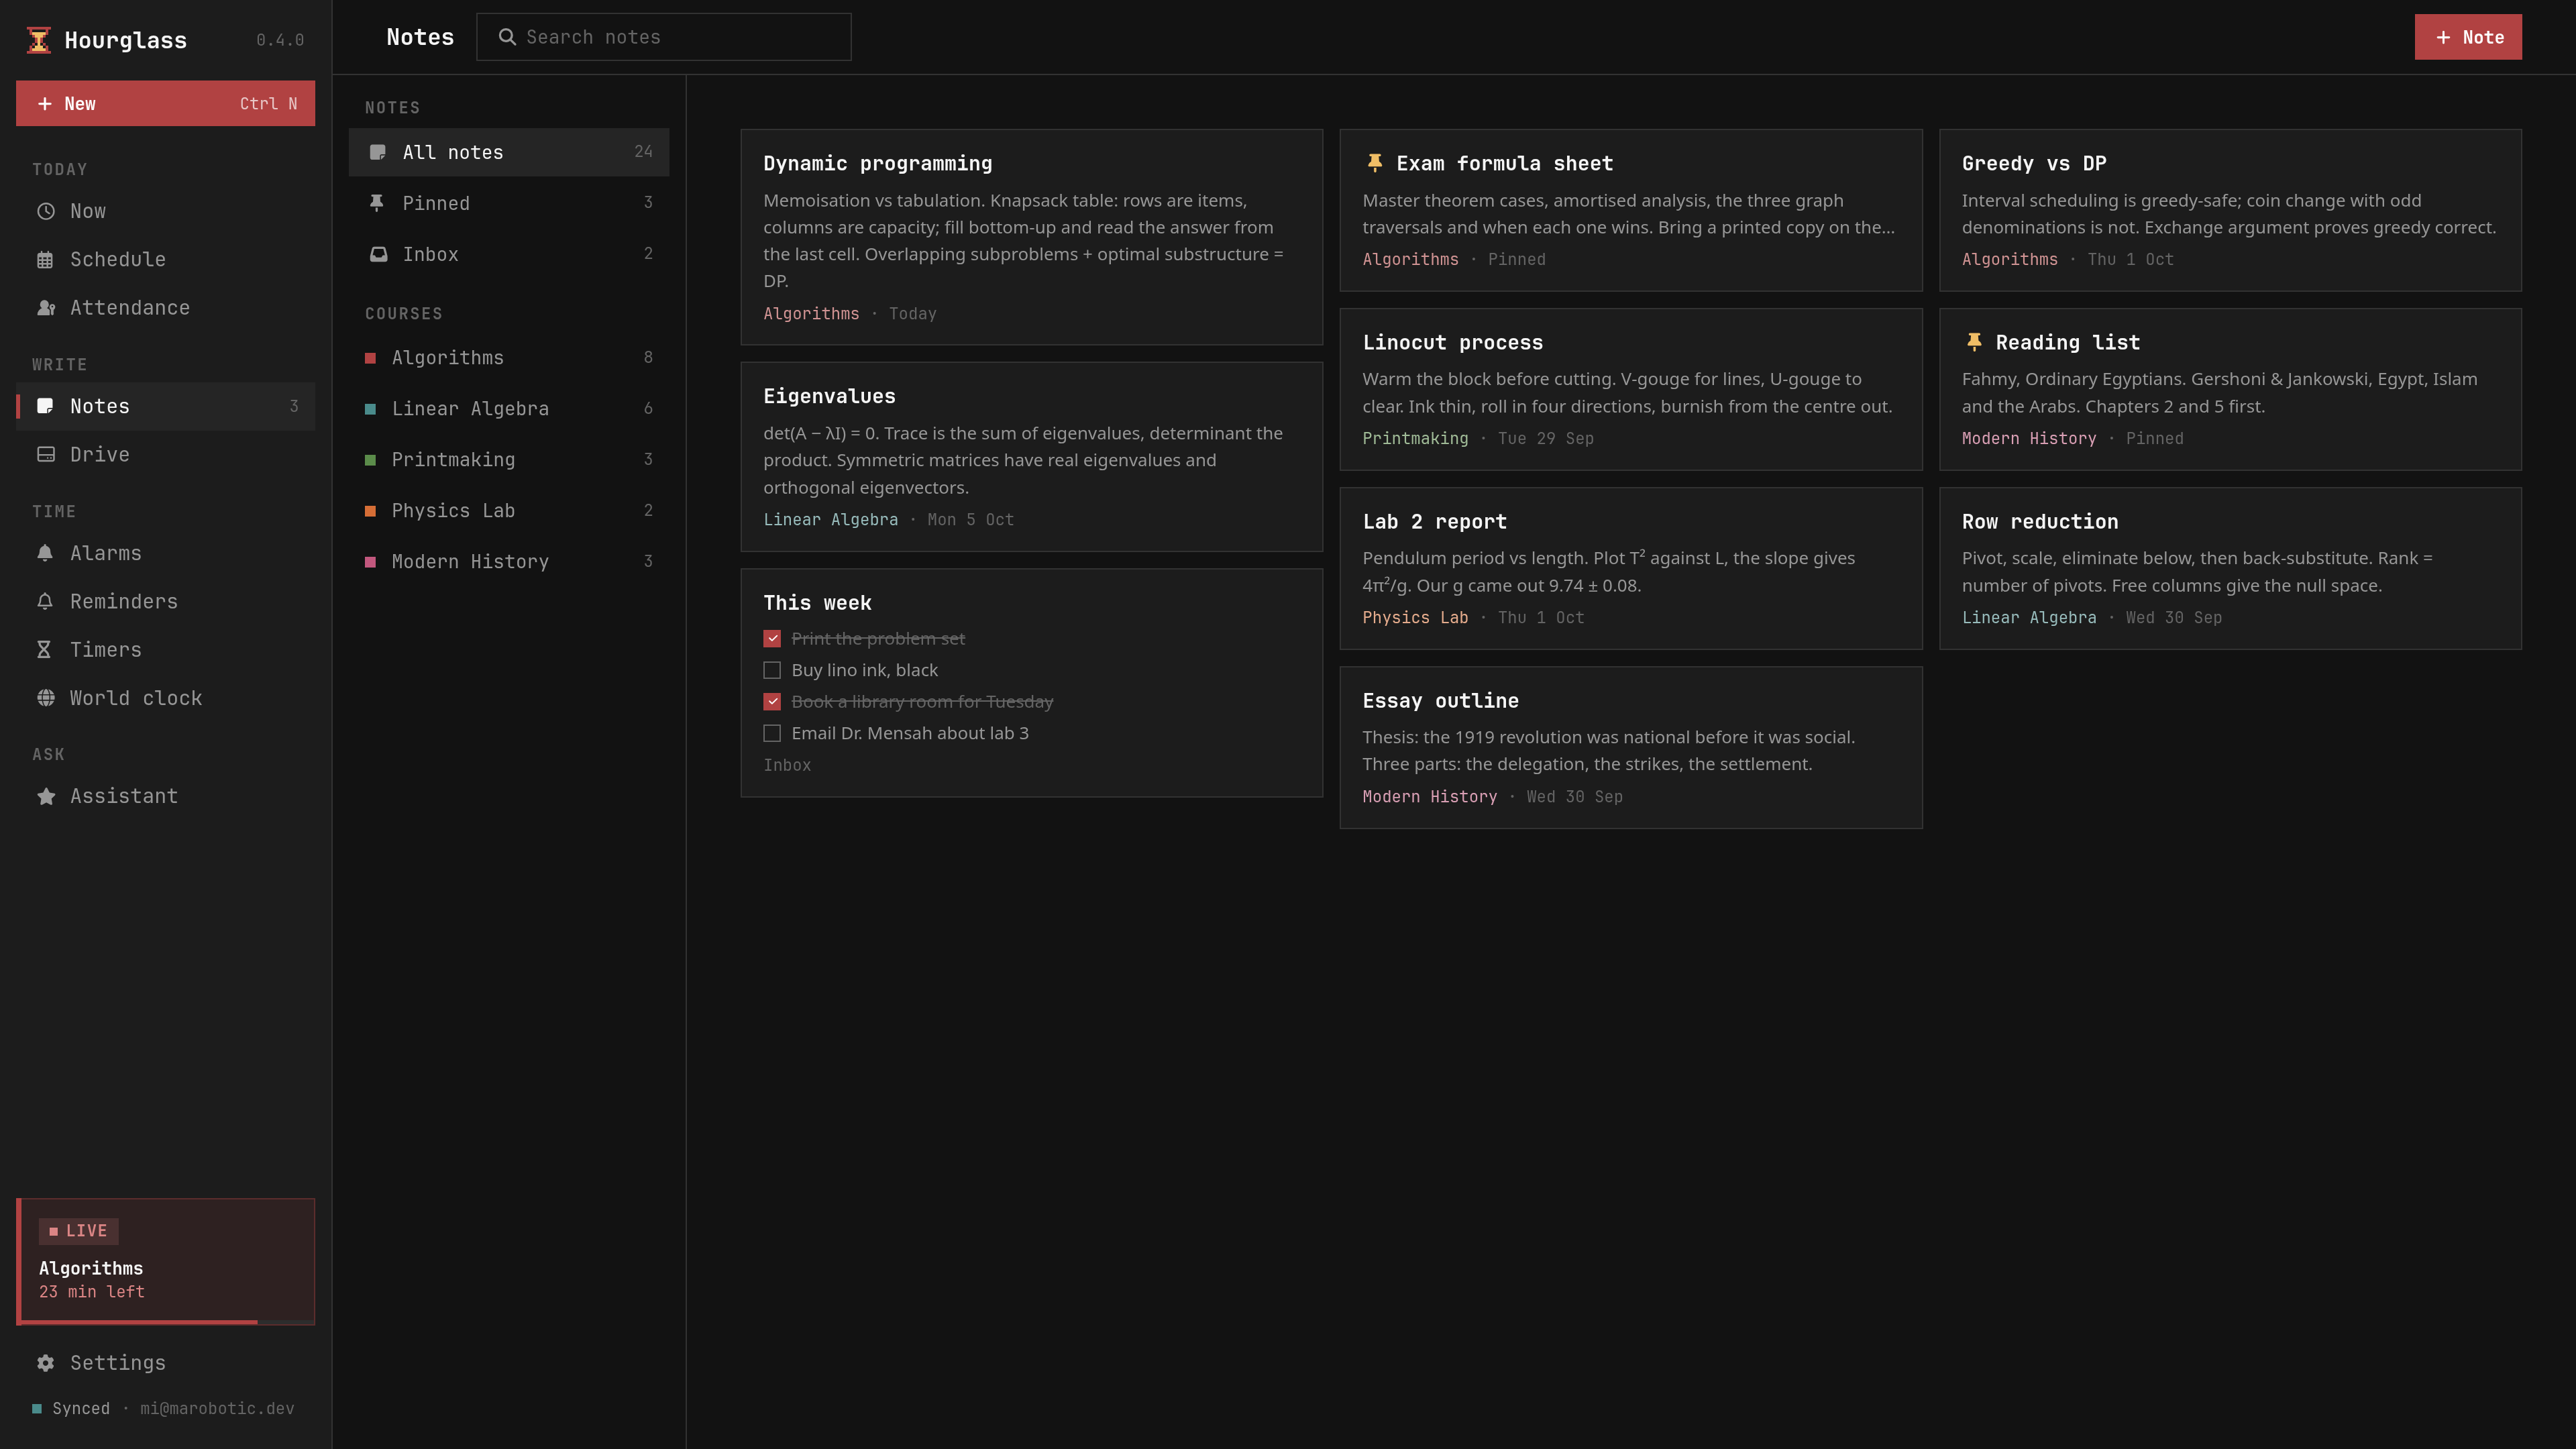 Hourglass 0.4.0
New Ctrl N
TODAY
Now
Schedule
Attendance
WRITE
Notes 3
Drive
TIME
Alarms
Reminders
Timers
World clock
ASK
Assistant
LIVE
Algorithms
23 min left
Settings
Synced · mi@marobotic.dev
Notes
Search notes
Note
NOTES
All notes 24
Pinned 3
Inbox 2
COURSES
Algorithms 8
Linear Algebra 6
Printmaking 3
Physics Lab 2
Modern History 3
Dynamic programming
Memoisation vs tabulation. Knapsack table: rows are items,
columns are capacity; fill bottom-up and read the answer from
the last cell. Overlapping subproblems + optimal substructure =
DP.
Algorithms · Today
Eigenvalues
det(A − λI) = 0. Trace is the sum of eigenvalues, determinant the
product. Symmetric matrices have real eigenvalues and
orthogonal eigenvectors.
Linear Algebra · Mon 5 Oct
This week
Print the problem set
Buy lino ink, black
Book a library room for Tuesday
Email Dr. Mensah about lab 3
Inbox
Exam formula sheet
Master theorem cases, amortised analysis, the three graph
traversals and when each one wins. Bring a printed copy on the…
Algorithms · Pinned
Linocut process
Warm the block before cutting. V-gouge for lines, U-gouge to
clear. Ink thin, roll in four directions, burnish from the centre out.
Printmaking · Tue 29 Sep
Lab 2 report
Pendulum period vs length. Plot T² against L, the slope gives
4π²/g. Our g came out 9.74 ± 0.08.
Physics Lab · Thu 1 Oct
Essay outline
Thesis: the 1919 revolution was national before it was social.
Three parts: the delegation, the strikes, the settlement.
Modern History · Wed 30 Sep
Greedy vs DP
Interval scheduling is greedy-safe; coin change with odd
denominations is not. Exchange argument proves greedy correct.
Algorithms · Thu 1 Oct
Reading list
Fahmy, Ordinary Egyptians. Gershoni & Jankowski, Egypt, Islam
and the Arabs. Chapters 2 and 5 first.
Modern History · Pinned
Row reduction
Pivot, scale, eliminate below, then back-substitute. Rank =
number of pivots. Free columns give the null space.
Linear Algebra · Wed 30 Sep